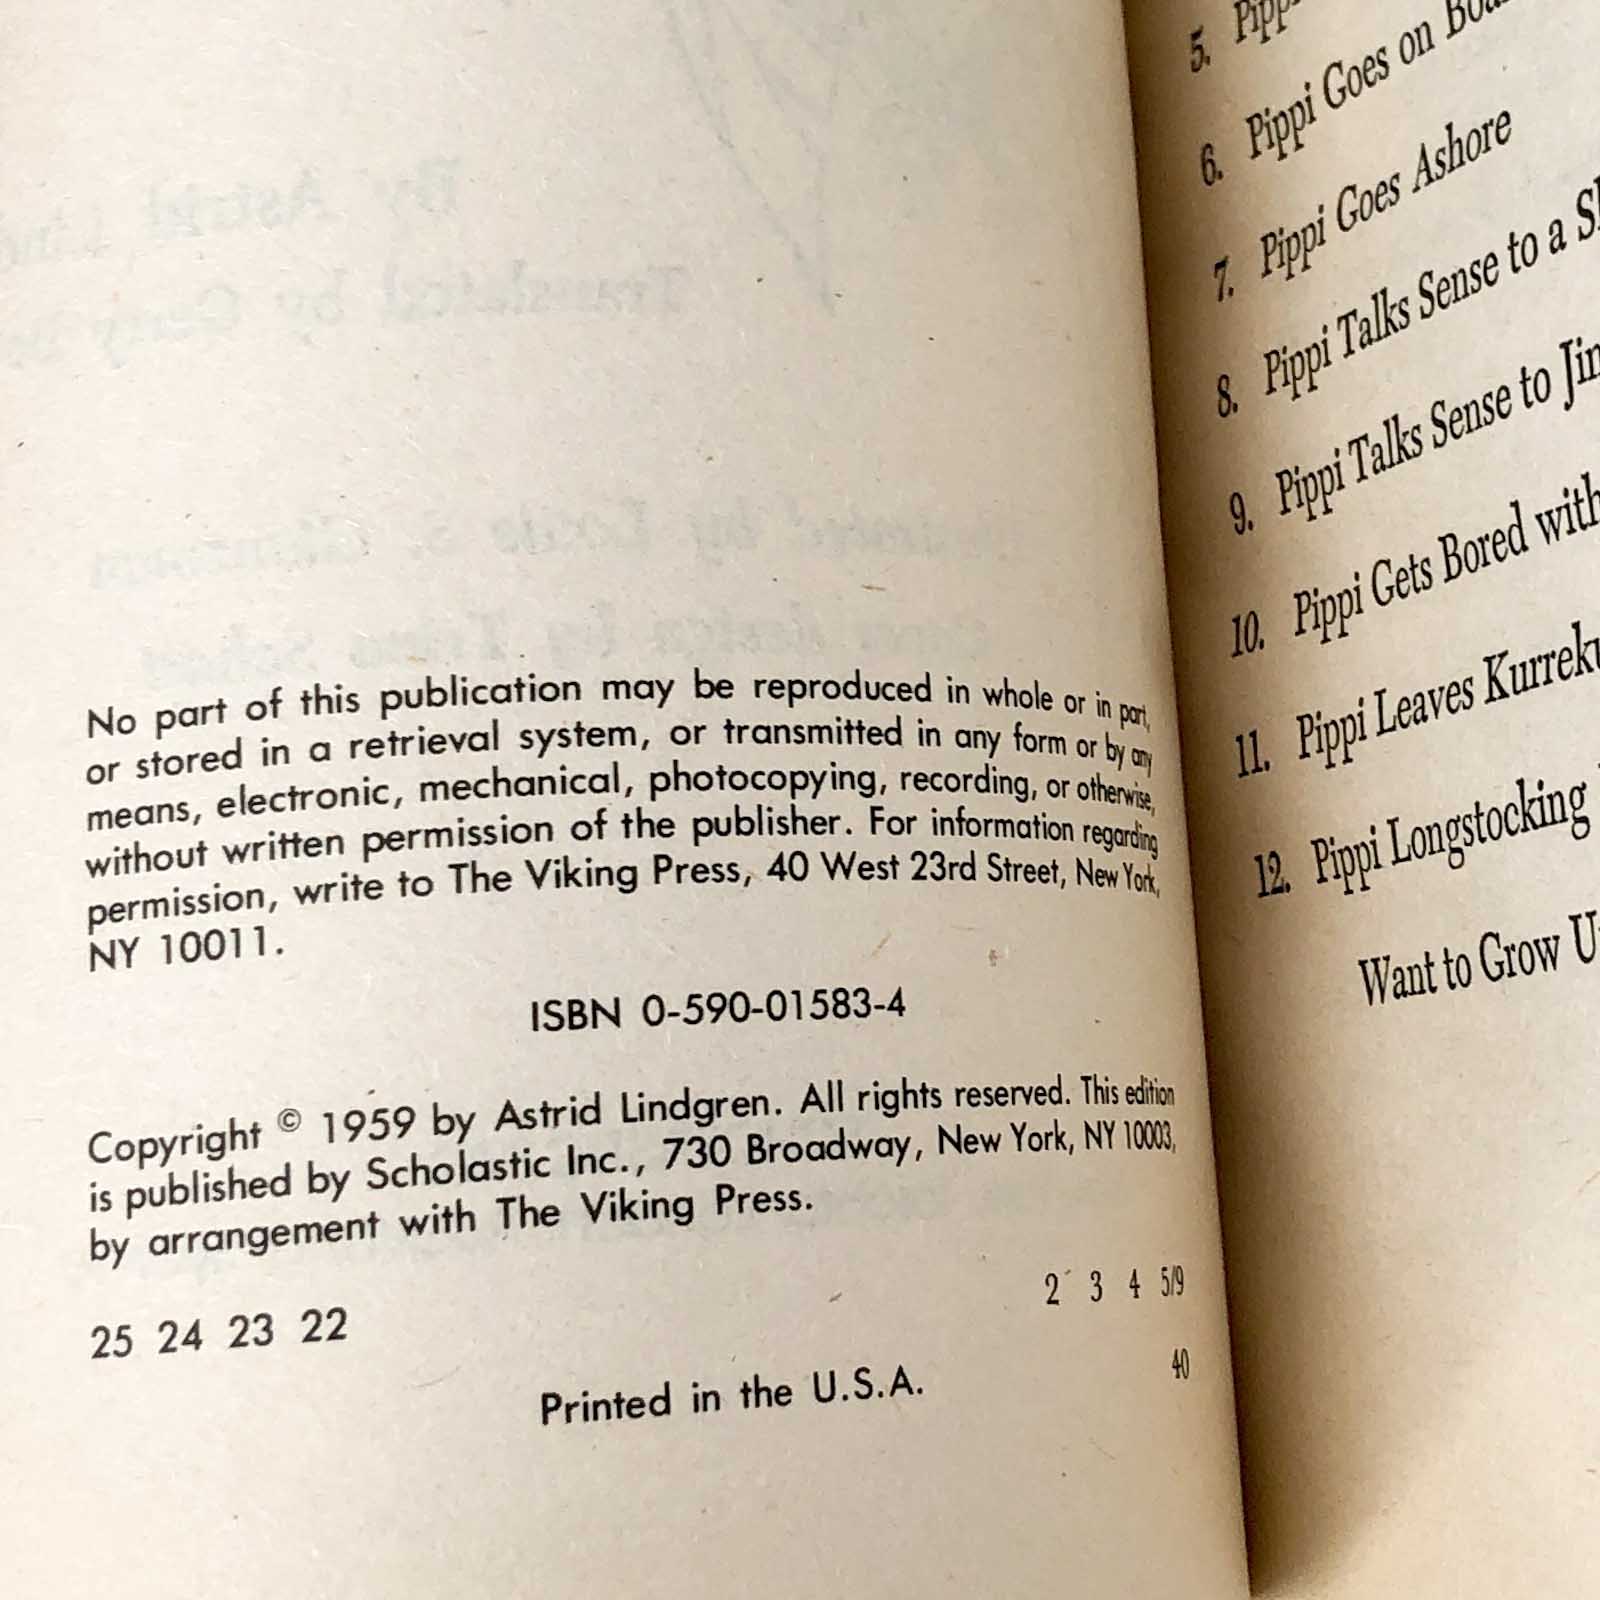 No part of this publication may be reproduced in whole or in part,
or stored in a retrieval system, or transmitted in any form or by any
means, electronic, mechanical, photocopying, recording, or otherwise,
without written permission of the publisher. For information regarding
permission, write to The Viking Press, 40 West 23rd Street, New York,
NY 10011.
ISBN 0-590-01583-4
Copyright © 1959 by Astrid Lindgren. All rights reserved. This edition
is published by Scholastic Inc., 730 Broadway, New York, NY 10003,
by arrangement with The Viking Press.
25 24 23 22
2 3 4 5/9
Printed in the U.S.A.
40
5. Pippi
6. Pippi Goes on
7. Pippi Goes Ashore
8. Pippi Talks Sense to a
9. Pippi Talks Sense to
10. Pippi Gets Bored with
11. Pippi Leaves
12. Pippi Longstocking
Want to Grow